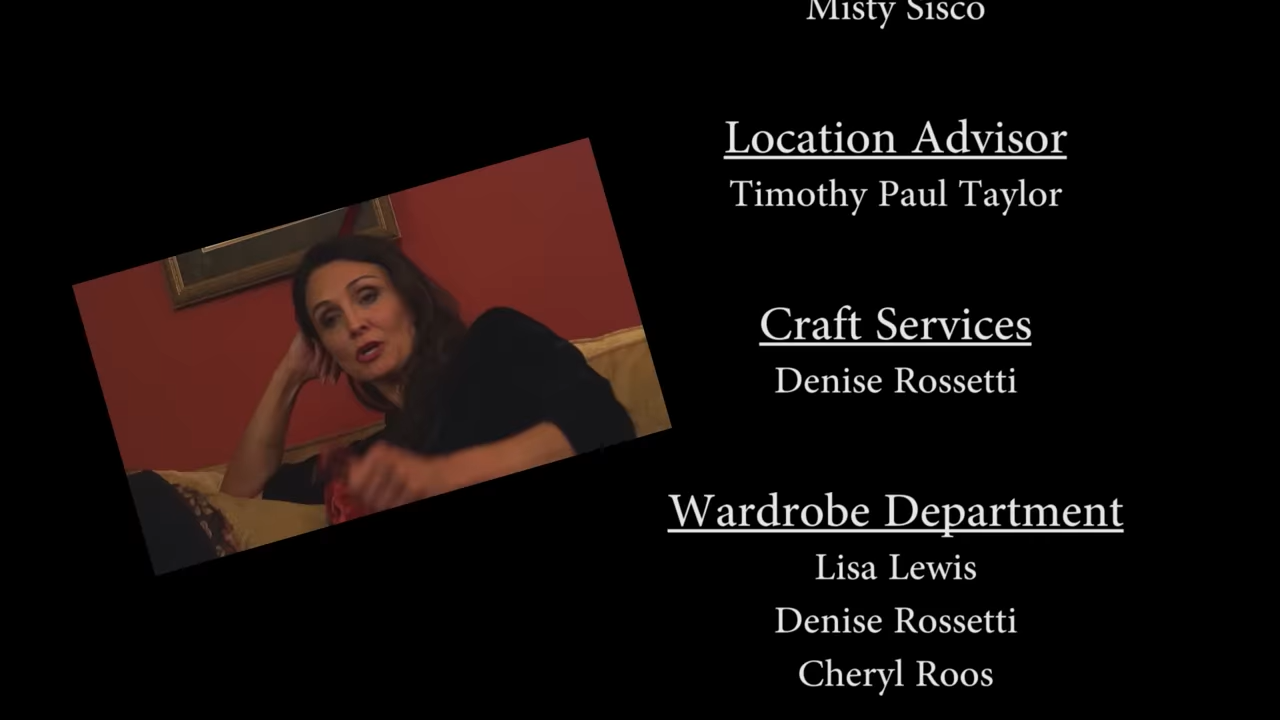 Misty Sisco
Location Advisor
Timothy Paul Taylor
Craft Services
Denise Rossetti
Wardrobe Department
Lisa Lewis
Denise Rossetti
Cheryl Roos